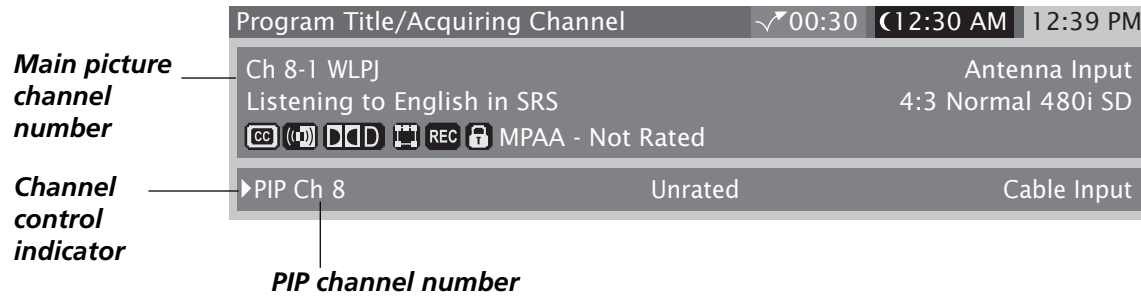 Program Title/Acquiring Channel 00:30 12:30 AM 12:39 PM
Main picture channel number
Ch 8-1 WLPJ Antenna Input
Listening to English in SRS 4:3 Normal 480i SD
CC REC MPAA - Not Rated
Channel control indicator
PIP Ch 8 Unrated Cable Input
PIP channel number